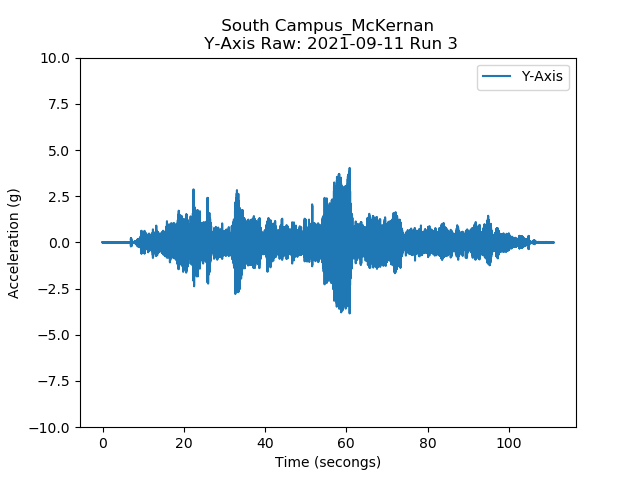 South Campus_McKernan
Y-Axis Raw: 2021-09-11 Run 3
Y-Axis
Acceleration (g)
10.0
7.5
5.0
2.5
0.0
−2.5
−5.0
−7.5
−10.0
0 20 40 60 80 100
Time (secongs)